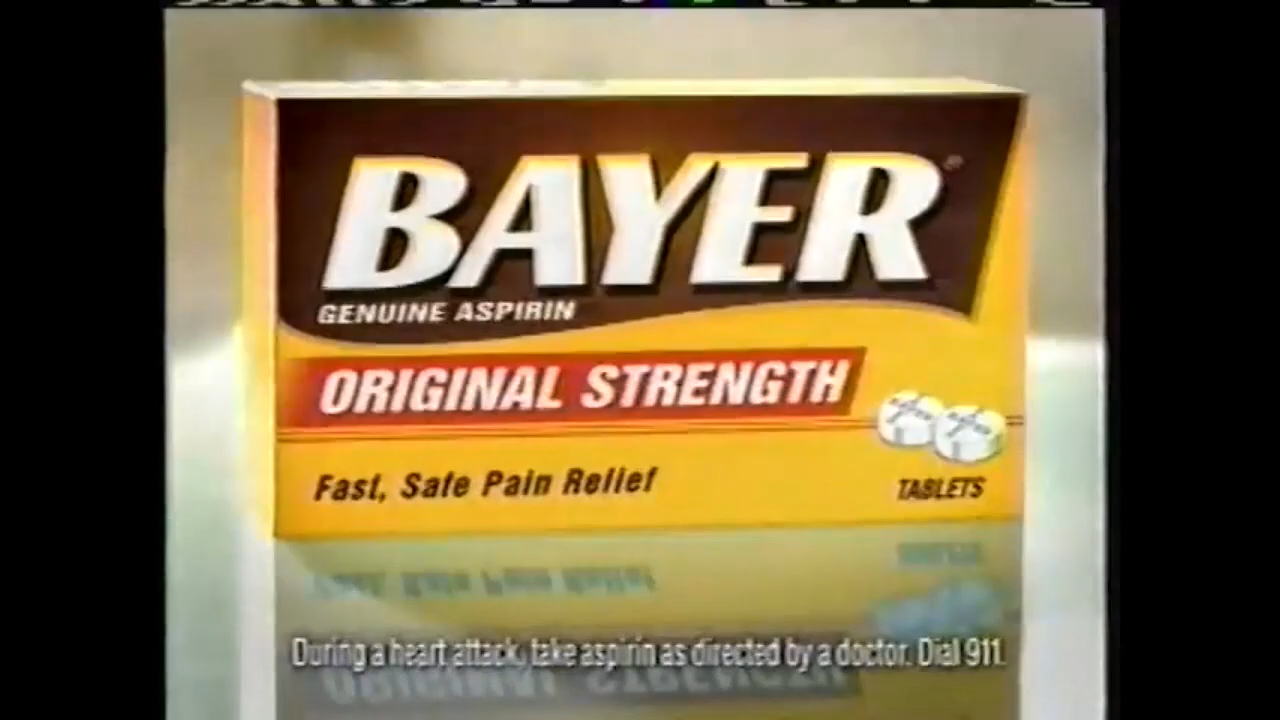 BAYER®
GENUINE ASPIRIN
ORIGINAL STRENGTH
Fast, Safe Pain Relief
TABLETS
During a heart attack, take aspirin as directed by a doctor. Dial 911.